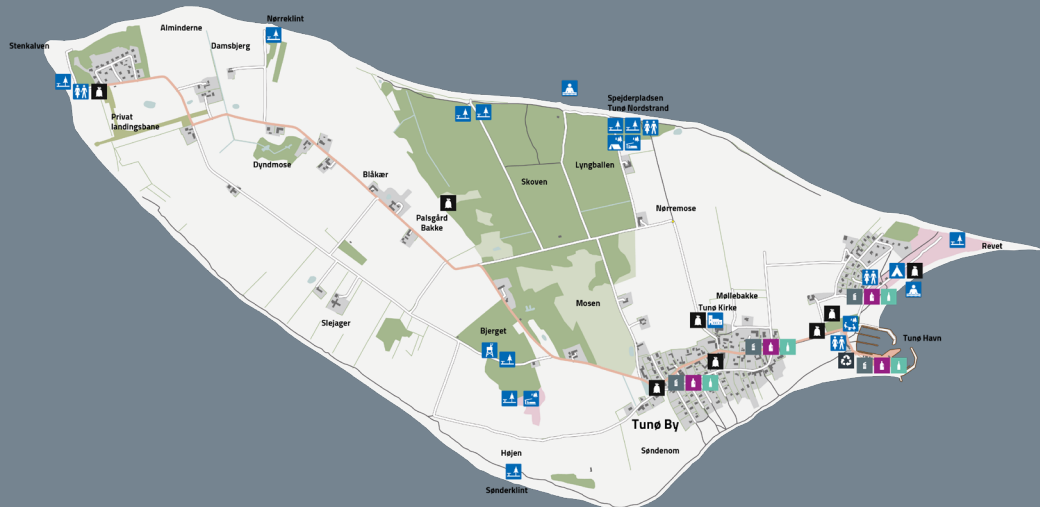 Nørreklint
Alminderne
Stenkalven
Damsbjerg
Spejderpladsen
Tunø Nordstrand
Privat
landingsbane
Dyndmose
Lyngballen
Blåkær
Skoven
Nørremose
Palsgård
Bakke
Revet
Møllebakke
Mosen
Tunø Kirke
Slejager
Bjerget
Tunø Havn
Tunø By
Søndenom
Højen
Sønderklint